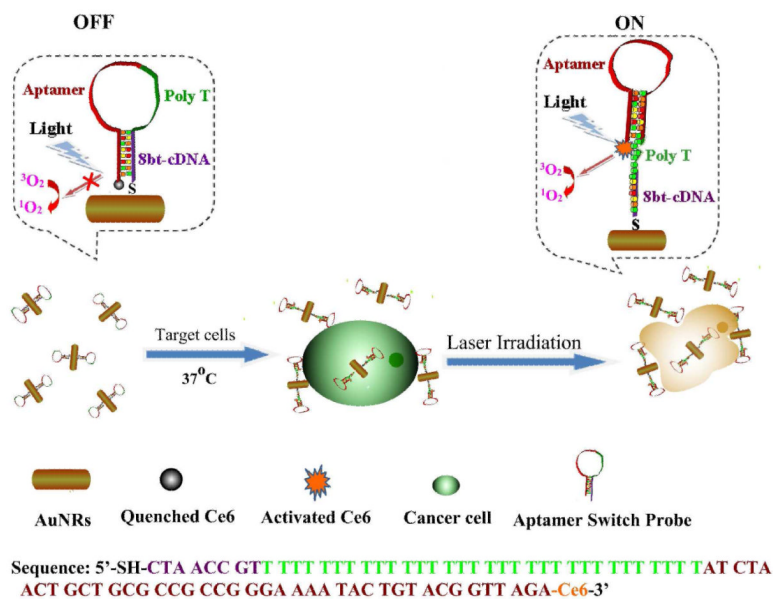 OFF
ON
Aptamer
Poly T
Light
8bt-cDNA
³O₂
¹O₂
S
Aptamer
Light
Poly T
³O₂
¹O₂
8bt-cDNA
S
Target cells
37⁰C
Laser Irradiation
AuNRs
Quenched Ce6
Activated Ce6
Cancer cell
Aptamer Switch Probe
Sequence: 5’-SH-CTA ACC GTT TTT TTT TTT TTT TTT TTT TTT TTT TTT TTT TTT AT CTA
ACT GCT GCG CCG CCG GGA AAA TAC TGT ACG GTT AGA-Ce6-3’